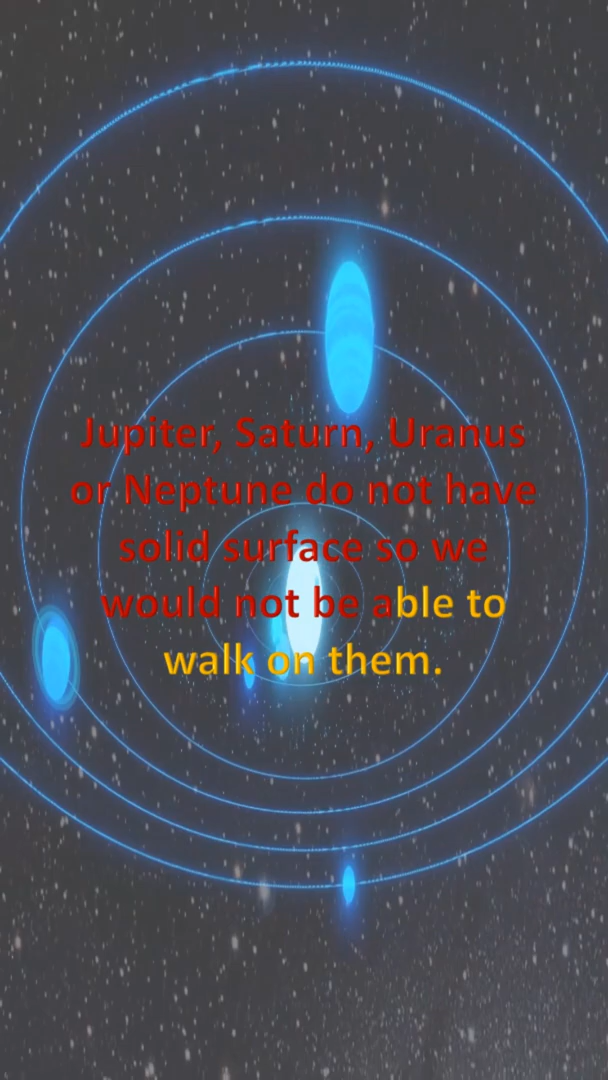 Jupiter, Saturn, Uranus
or Neptune do not have
solid surface so we
would not be able to
walk on them.